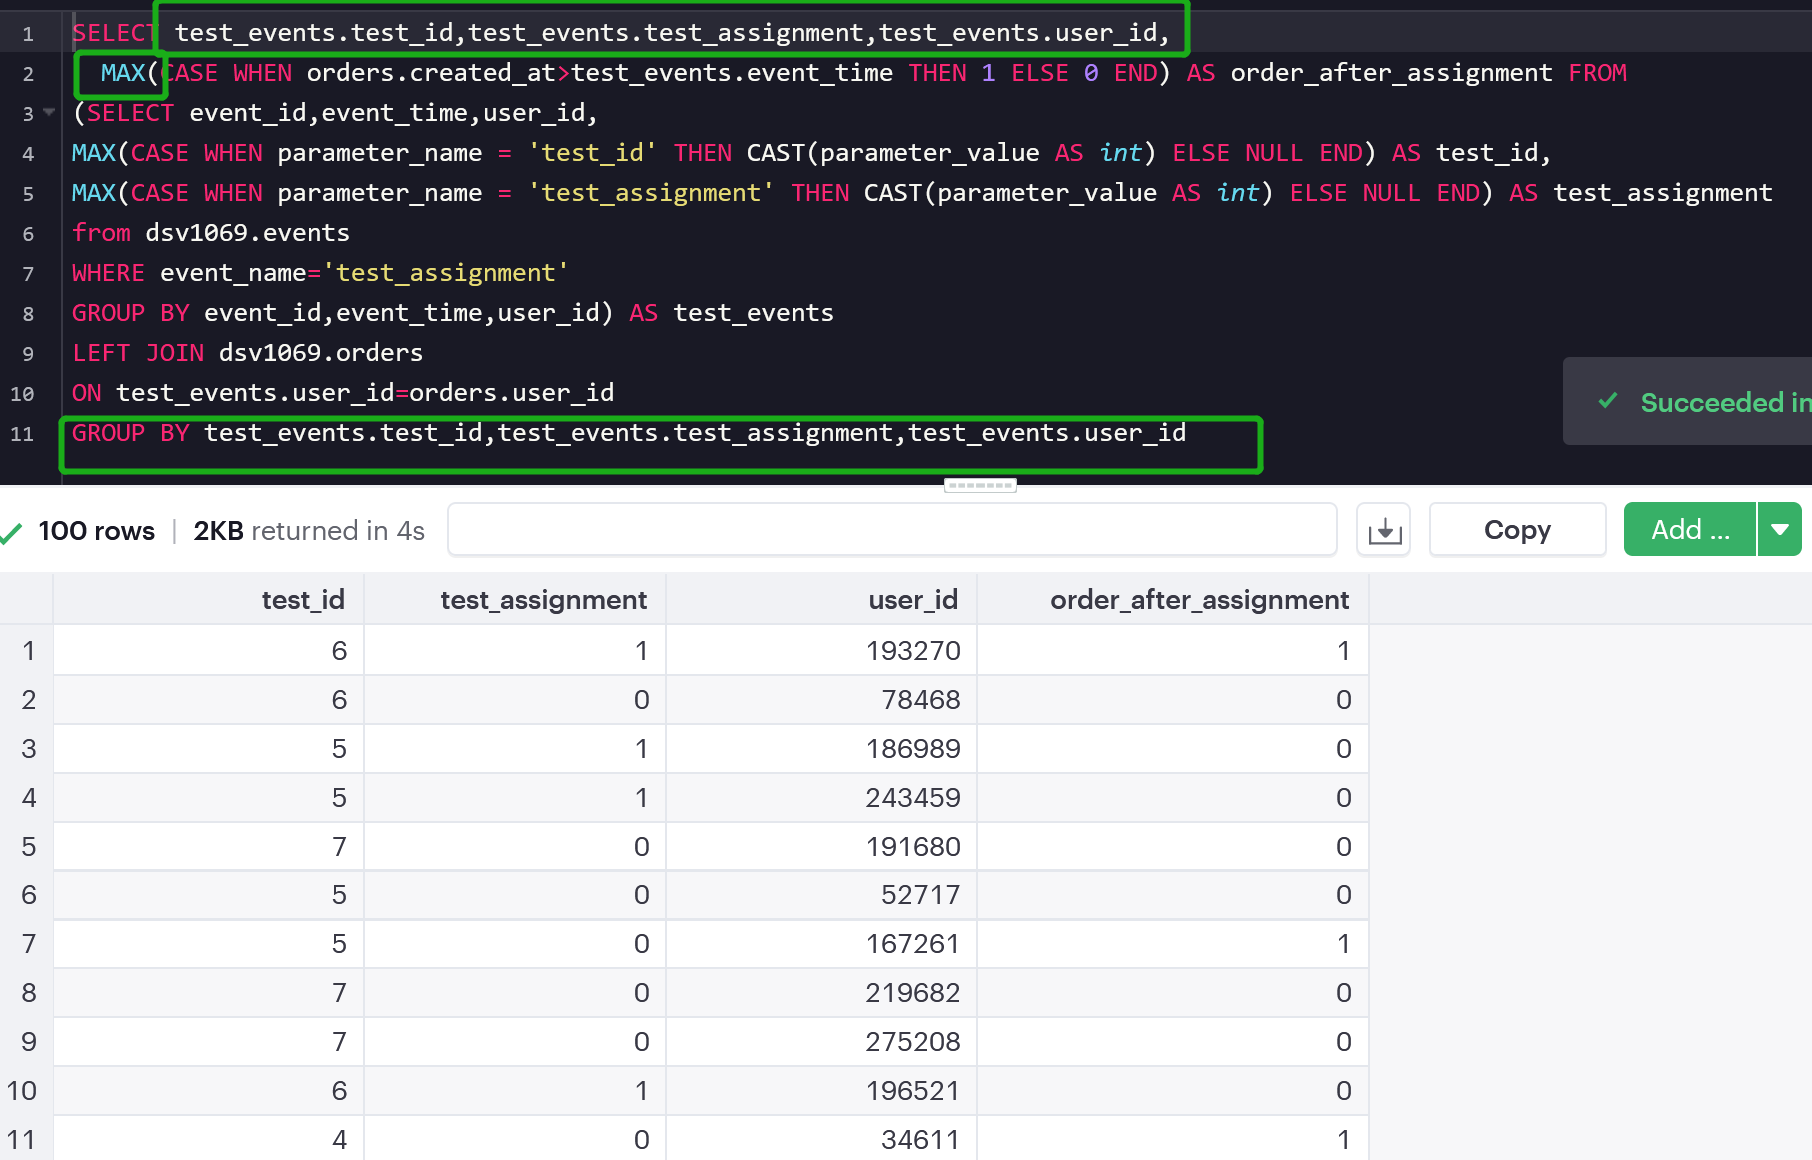 1 SELECT test_events.test_id,test_events.test_assignment,test_events.user_id,
2 MAX(CASE WHEN orders.created_at>test_events.event_time THEN 1 ELSE 0 END) AS order_after_assignment FROM
3 (SELECT event_id,event_time,user_id,
4 MAX(CASE WHEN parameter_name = 'test_id' THEN CAST(parameter_value AS int) ELSE NULL END) AS test_id,
5 MAX(CASE WHEN parameter_name = 'test_assignment' THEN CAST(parameter_value AS int) ELSE NULL END) AS test_assignment
6 from dsv1069.events
7 WHERE event_name='test_assignment'
8 GROUP BY event_id,event_time,user_id) AS test_events
9 LEFT JOIN dsv1069.orders
10 ON test_events.user_id=orders.user_id
Succeeded in
11 GROUP BY test_events.test_id,test_events.test_assignment,test_events.user_id
100 rows | 2KB returned in 4s Copy Add ...
test_id test_assignment user_id order_after_assignment
1 6 1 193270 1
2 6 0 78468 0
3 5 1 186989 0
4 5 1 243459 0
5 7 0 191680 0
6 5 0 52717 0
7 5 0 167261 1
8 7 0 219682 0
9 7 0 275208 0
10 6 1 196521 0
11 4 0 34611 1